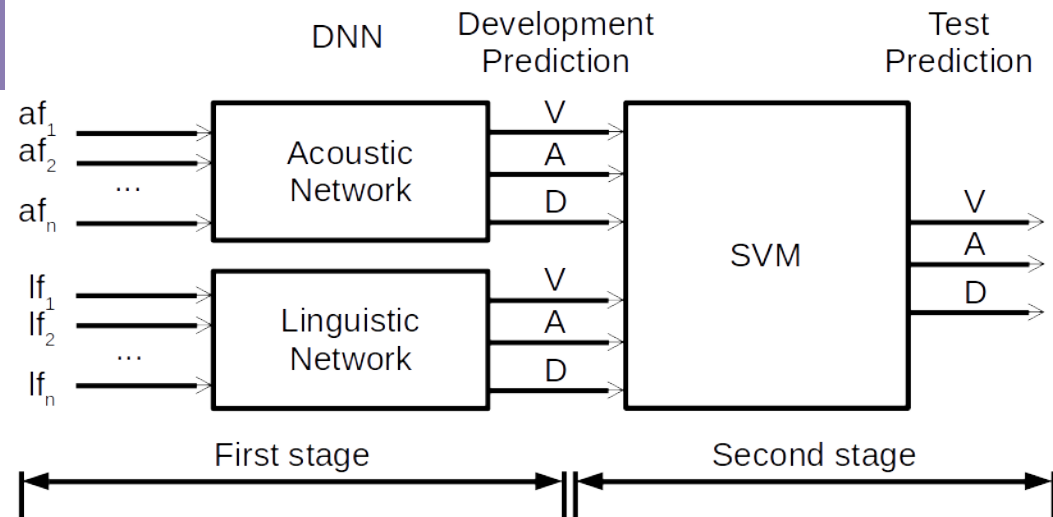 DNN
Development
Prediction
Test
Prediction
af1
af2
...
afn
Acoustic
Network
V
A
D
lf1
lf2
...
lfn
Linguistic
Network
V
A
D
SVM
V
A
D
First stage
Second stage